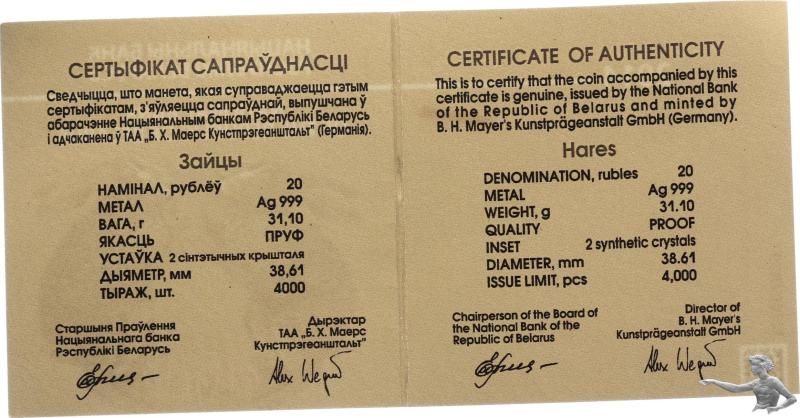 СЕРТЫФІКАТ САПРАЎДНАСЦІ
Сведчыцца, што манета, якая суправаджаецца гэтым
сертыфікатам, з'яўляецца сапраўднай, выпушчана ў
абарачэнне Нацыянальным банкам Рэспублікі Беларусь
і адчаканена ў ТАА „Б. Х. Маерс Кунстпрэгеанштальт" (Германія).
Зайцы
НАМІНАЛ, рублёў 20
МЕТАЛ Ag 999
ВАГА, г 31,10
ЯКАСЦЬ ПРУФ
УСТАЎКА 2 сінтэтычных крышталя
ДЫЯМЕТР, мм 38,61
ТЫРАЖ, шт. 4000
Старшыня Праўлення
Нацыянальнага банка
Рэспублікі Беларусь
Дырэктар
ТАА „Б. Х. Маерс
Кунстпрэгеанштальт"
CERTIFICATE OF AUTHENTICITY
This is to certify that the coin accompanied by this
certificate is genuine, issued by the National Bank
of the Republic of Belarus and minted by
B. H. Mayer's Kunstprägeanstalt GmbH (Germany).
Hares
DENOMINATION, rubles 20
METAL Ag 999
WEIGHT, g 31.10
QUALITY PROOF
INSET 2 synthetic crystals
DIAMETER, mm 38.61
ISSUE LIMIT, pcs 4,000
Chairperson of the Board of
the National Bank of the
Republic of Belarus
Director of
B. H. Mayer's
Kunstprägeanstalt GmbH